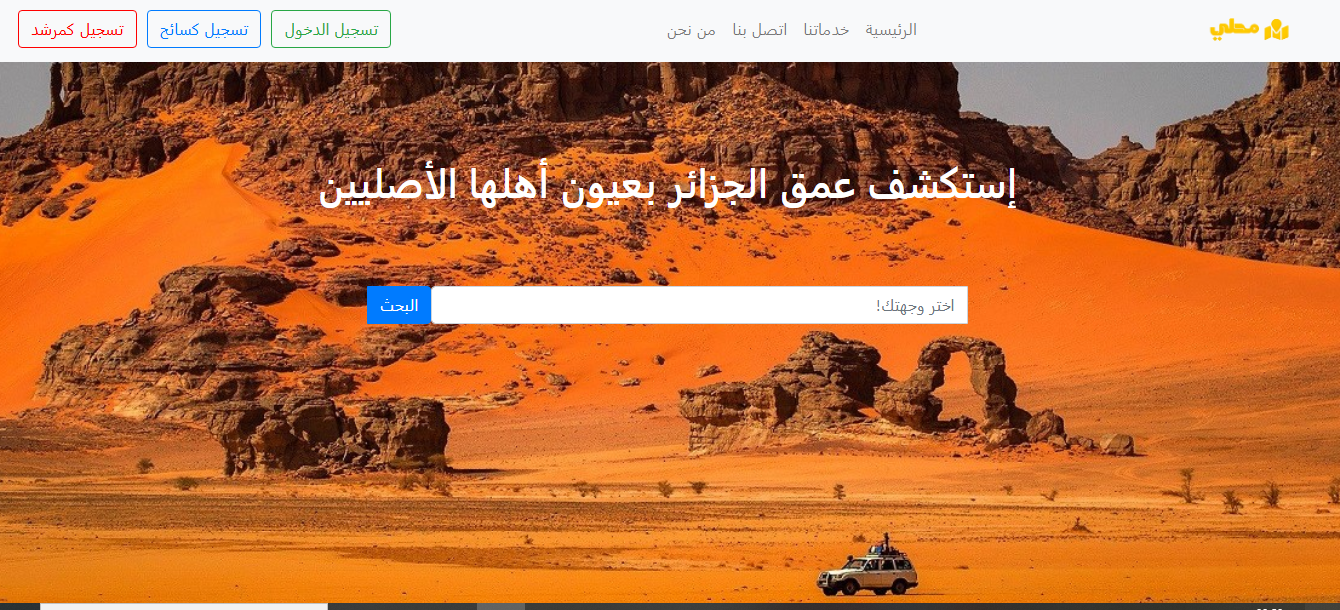 محلي
الرئيسية خدماتنا اتصل بنا من نحن
تسجيل الدخول تسجيل كسائح تسجيل كمرشد
إستكشف عمق الجزائر بعيون أهلها الأصليين
اختر وجهتك! البحث